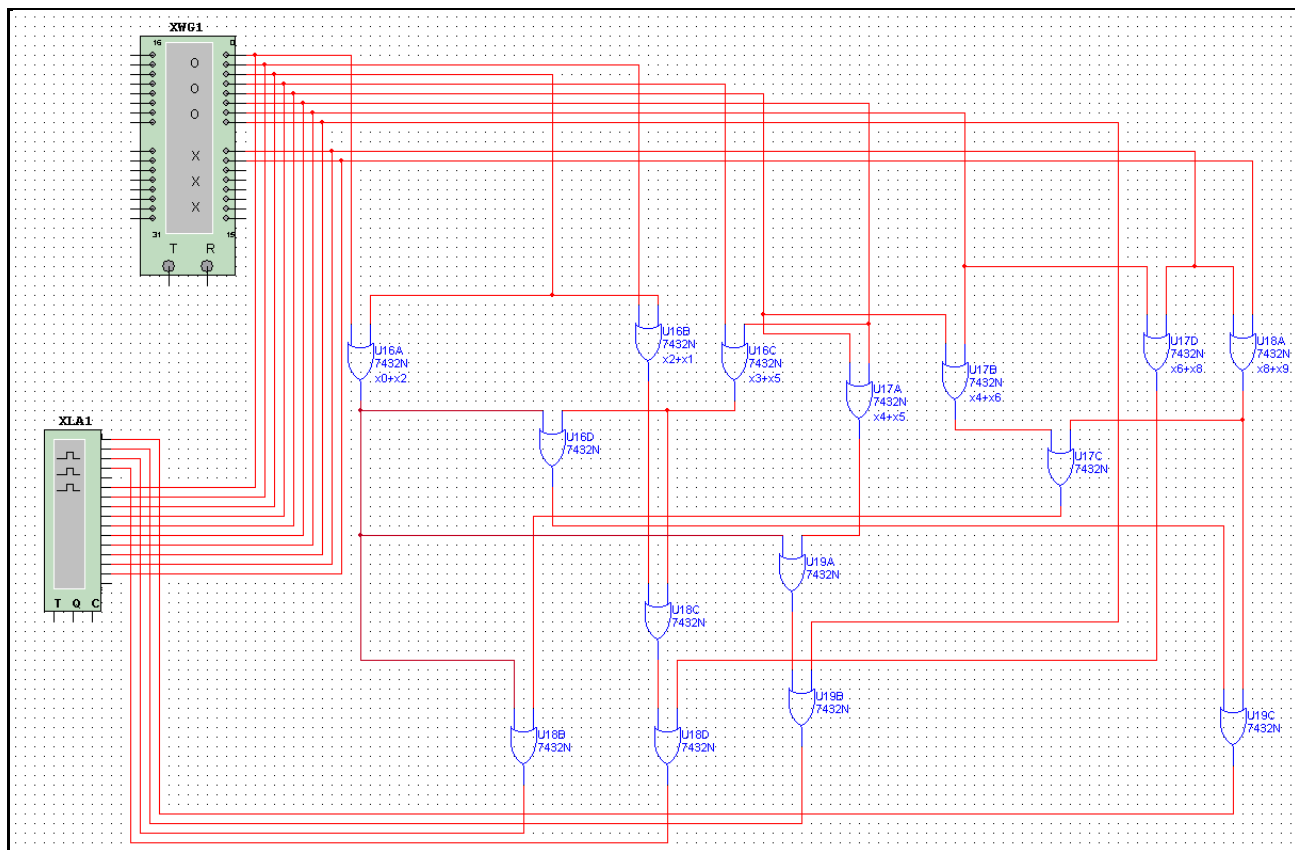 XWG1
16 0
O
O
O
X
X
X
31 15
T R
XLA1
T Q C
U16A
7432N
x0+x2
U16B
7432N
x2+x1
U16C
7432N
x3+x5.
U17A
7432N
x4+x5.
U17B
7432N
x4+x6.
U17D
7432N
x6+x8
U18A
7432N
x8+x9.
U16D
7432N
U17C
7432N
U19A
7432N
U18C
7432N
U19B
7432N
U19C
7432N
U18B
7432N
U18D
7432N